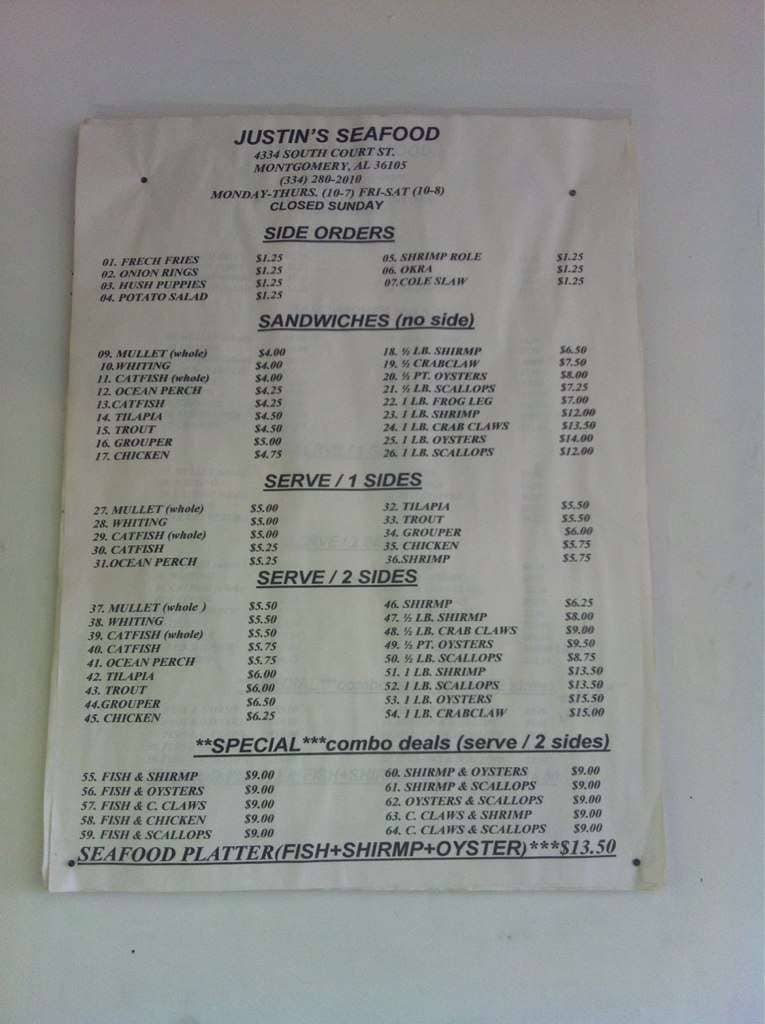 JUSTIN'S SEAFOOD
4334 SOUTH COURT ST.
MONTGOMERY, AL 36105
(334) 280-2010
MONDAY-THURS. (10-7) FRI-SAT (10-8)
CLOSED SUNDAY
SIDE ORDERS
01. FRECH FRIES $1.25 05. SHRIMP ROLE $1.25
02. ONION RINGS $1.25 06. OKRA $1.25
03. HUSH PUPPIES $1.25 07.COLE SLAW $1.25
04. POTATO SALAD $1.25
SANDWICHES (no side)
09. MULLET (whole) $4.00 18. ½ LB. SHIRMP $6.50
10.WHITING $4.00 19. ½ CRABCLAW $7.50
11. CATFISH (whole) $4.00 20. ½ PT. OYSTERS $8.00
12. OCEAN PERCH $4.25 21. ½ LB. SCALLOPS $7.25
13.CATFISH $4.25 22. 1 LB. FROG LEG $7.00
14. TILAPIA $4.50 23. 1 LB. SHRIMP $12.00
15. TROUT $4.50 24. 1 LB. CRAB CLAWS $13.50
16. GROUPER $5.00 25. 1 LB. OYSTERS $14.00
17. CHICKEN $4.75 26. 1 LB. SCALLOPS $12.00
SERVE / 1 SIDES
27. MULLET (whole) $5.00 32. TILAPIA $5.50
28. WHITING $5.00 33. TROUT $5.50
29. CATFISH (whole) $5.00 34. GROUPER $6.00
30. CATFISH $5.25 35. CHICKEN $5.75
31.OCEAN PERCH $5.25 36.SHRIMP $5.75
SERVE / 2 SIDES
37. MULLET (whole ) $5.50 46. SHIRMP $6.25
38. WHITING $5.50 47. ½ LB. SHIRMP $8.00
39. CATFISH (whole) $5.50 48. ½ LB. CRAB CLAWS $9.00
40. CATFISH $5.75 49. ½ PT. OYSTERS $9.50
41. OCEAN PERCH $5.75 50. ½ LB. SCALLOPS $8.75
42. TILAPIA $6.00 51. 1 LB. SHRIMP $13.50
43. TROUT $6.00 52. 1 LB. SCALLOPS $13.50
44.GROUPER $6.50 53. 1 LB. OYSTERS $15.50
45. CHICKEN $6.25 54. 1 LB. CRABCLAW $15.00
**SPECIAL***combo deals (serve / 2 sides)
55. FISH & SHIRMP $9.00 60. SHIRMP & OYSTERS $9.00
56. FISH & OYSTERS $9.00 61. SHIRMP & SCALLOPS $9.00
57. FISH & C. CLAWS $9.00 62. OYSTERS & SCALLOPS $9.00
58. FISH & CHICKEN $9.00 63. C. CLAWS & SHRIMP $9.00
59. FISH & SCALLOPS $9.00 64. C. CLAWS & SCALLOPS $9.00
SEAFOOD PLATTER(FISH+SHIRMP+OYSTER)***$13.50